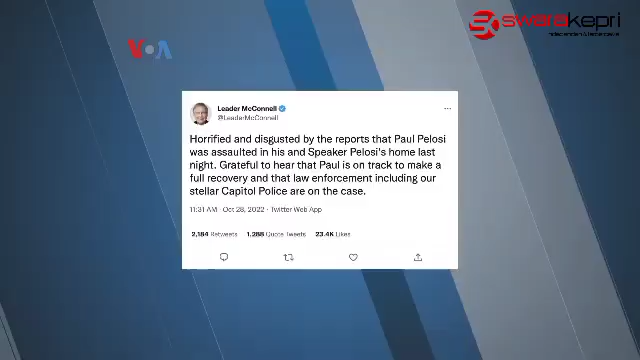 VOA
swarakepri
Leader McConnell
@LeaderMcConnell
Horrified and disgusted by the reports that Paul Pelosi
was assaulted in his and Speaker Pelosi's home last
night. Grateful to hear that Paul is on track to make a
full recovery and that law enforcement including our
stellar Capitol Police are on the case.
11:31 AM · Oct 28, 2022 · Twitter Web App
2,184 Retweets 1,288 Quote Tweets 23.4K Likes